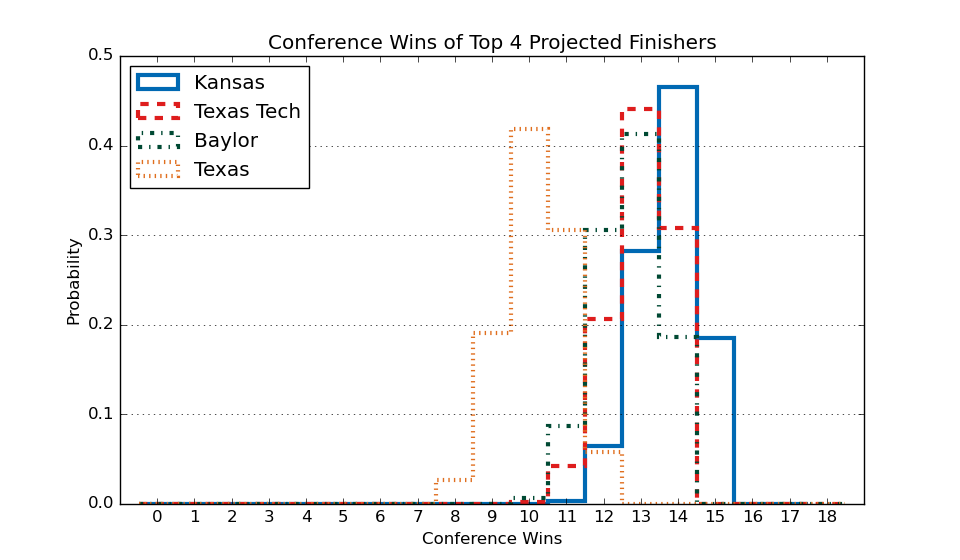 Conference Wins of Top 4 Projected Finishers
0.5
0.4
0.3
0.2
0.1
0.0
Probability
Kansas
Texas Tech
Baylor
Texas
0 1 2 3 4 5 6 7 8 9 10 11 12 13 14 15 16 17 18
Conference Wins